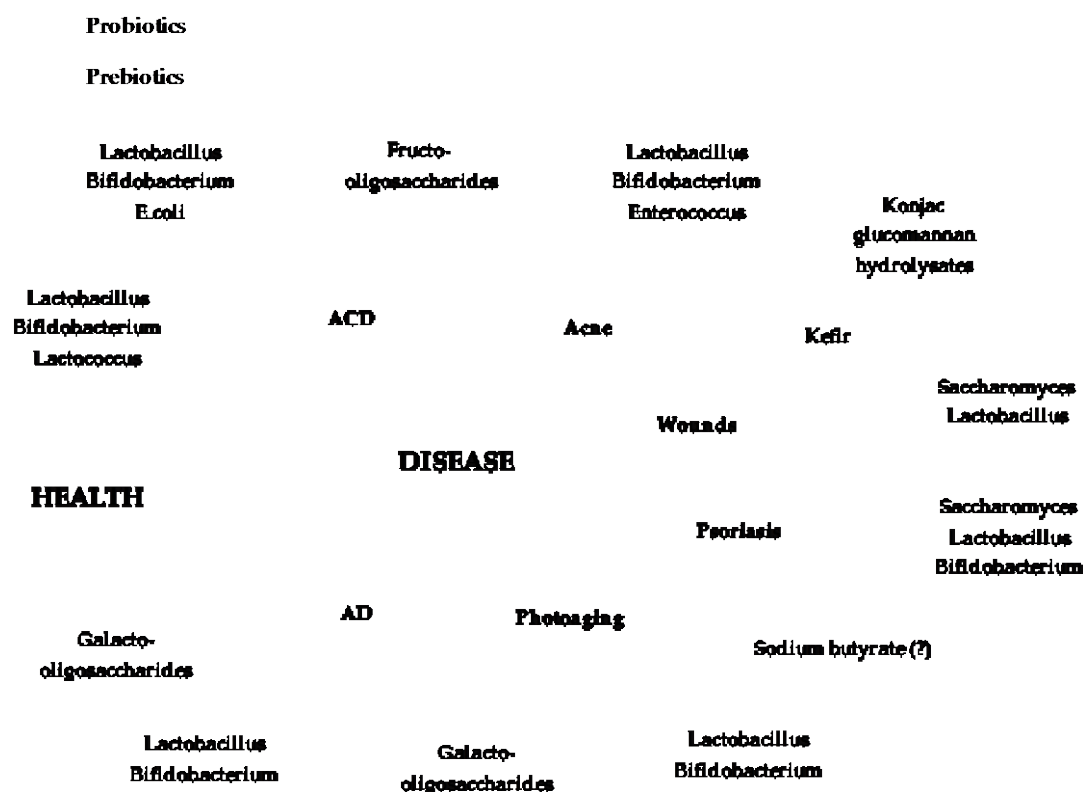 Probiotics
Prebiotics
Lactobacillus
Bifidobacterium
E.coli
Fructo-
oligosaccharides
Lactobacillus
Bifidobacterium
Enterococcus
Konjac
glucomannan
hydrolysates
Lactobacillus
Bifidobacterium
Lactococcus
ACD
Acne
Kefir
Saccharomyces
Lactobacillus
Wounds
DISEASE
HEALTH
Saccharomyces
Lactobacillus
Bifidobacterium
Psoriasis
AD
Photoaging
Galacto-
oligosaccharides
Sodium butyrate (?)
Lactobacillus
Bifidobacterium
Galacto-
oligosaccharides
Lactobacillus
Bifidobacterium